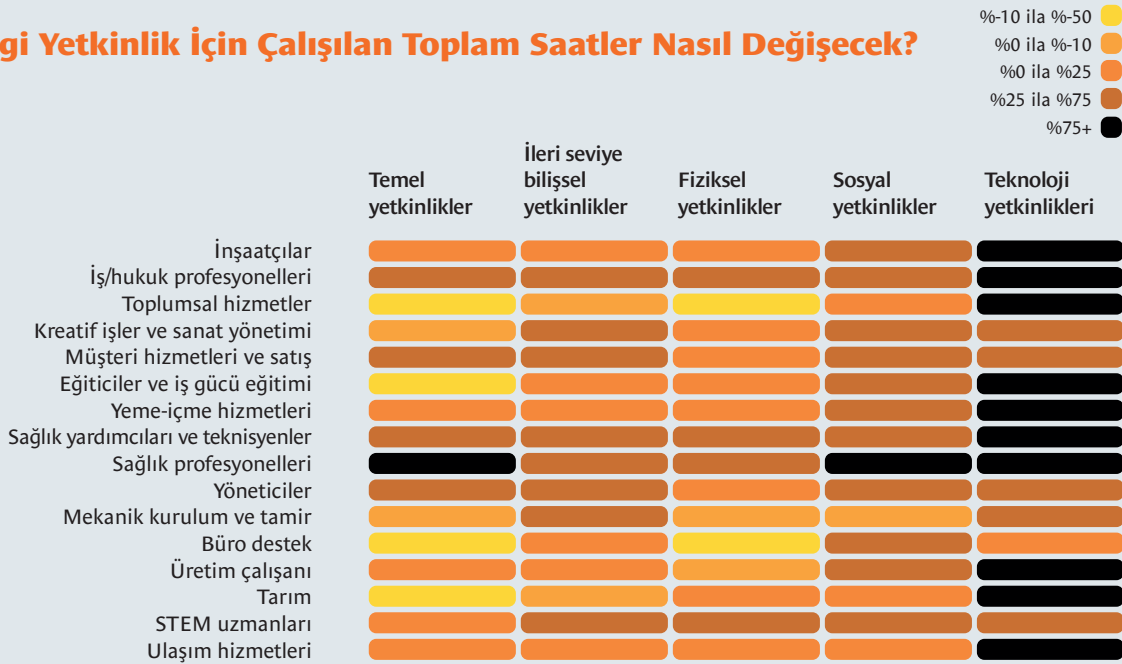 gi Yetkinlik İçin Çalışılan Toplam Saatler Nasıl Değişecek?
%-10 ila %-50
%0 ila %-10
%0 ila %25
%25 ila %75
%75+
Temel yetkinlikler
İleri seviye bilişsel yetkinlikler
Fiziksel yetkinlikler
Sosyal yetkinlikler
Teknoloji yetkinlikleri
İnşaatçılar
İş/hukuk profesyonelleri
Toplumsal hizmetler
Kreatif işler ve sanat yönetimi
Müşteri hizmetleri ve satış
Eğiticiler ve iş gücü eğitimi
Yeme-içme hizmetleri
Sağlık yardımcıları ve teknisyenler
Sağlık profesyonelleri
Yöneticiler
Mekanik kurulum ve tamir
Büro destek
Üretim çalışanı
Tarım
STEM uzmanları
Ulaşım hizmetleri